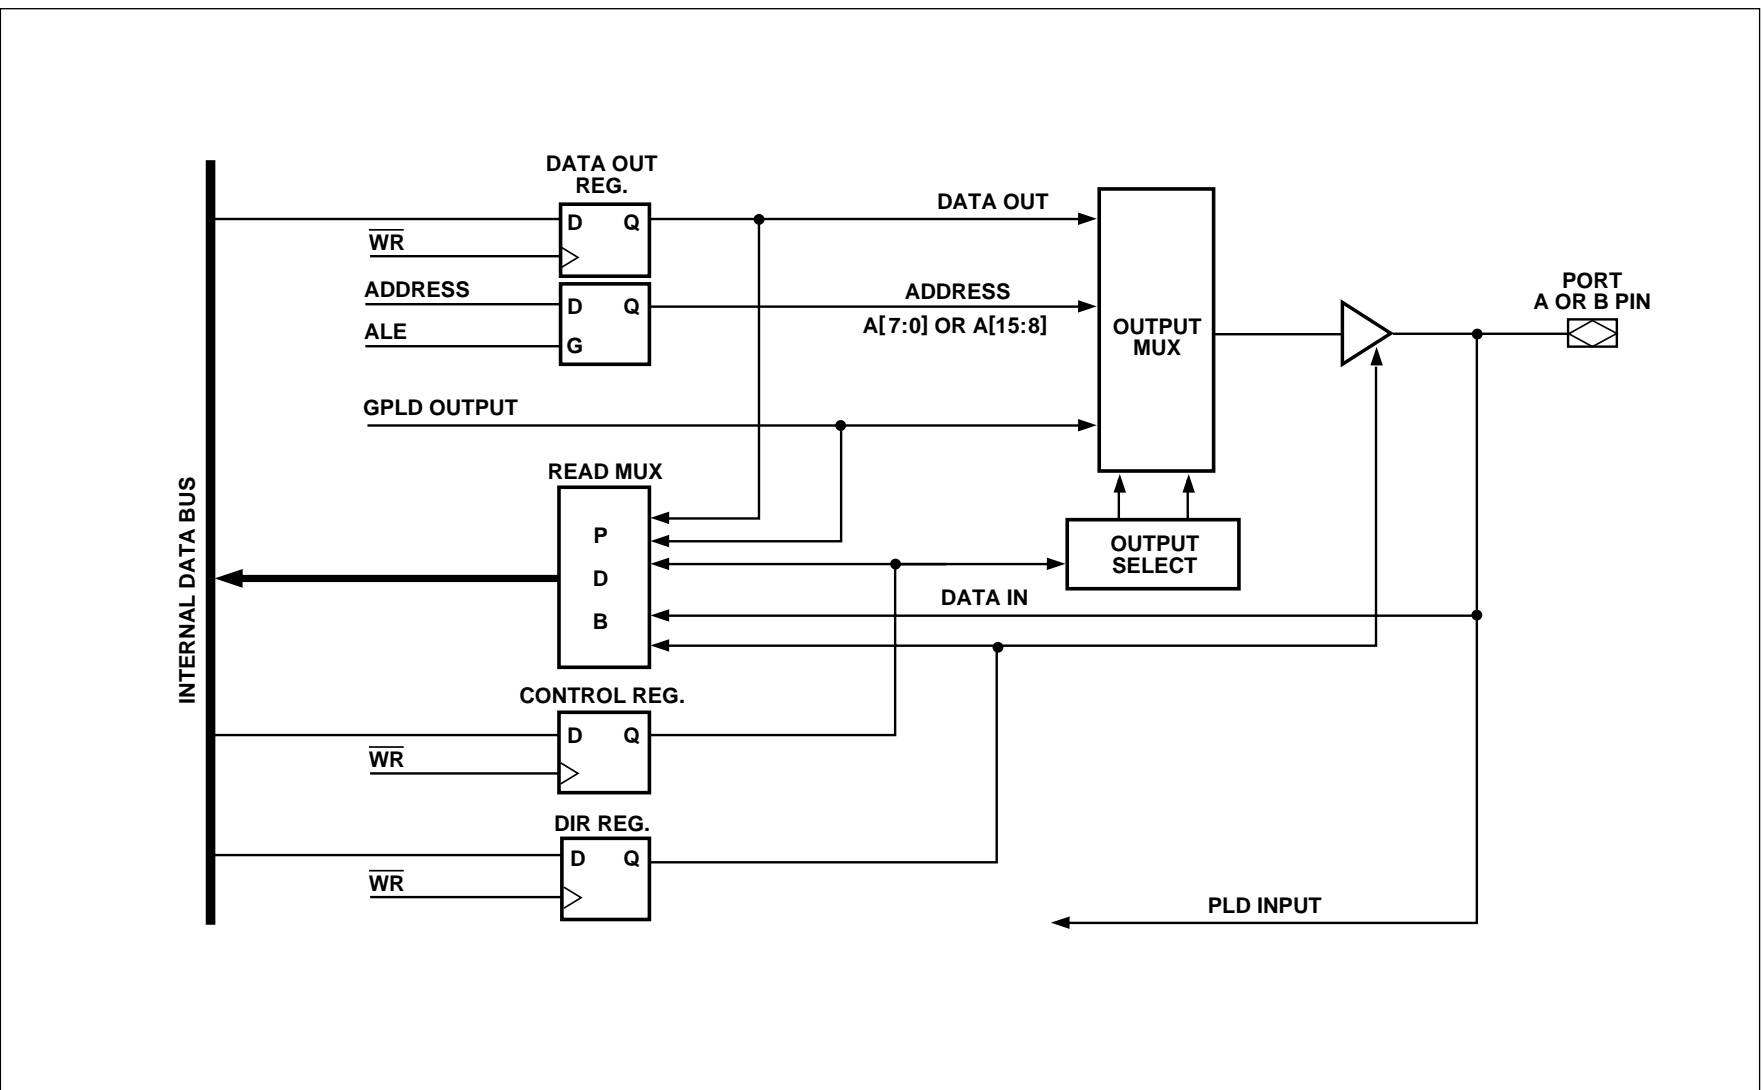 DATA OUT
REG.
D Q
WR
DATA OUT
ADDRESS
D Q
ALE
G
ADDRESS
A[7:0] OR A[15:8]
OUTPUT
MUX
PORT
A OR B PIN
GPLD OUTPUT
READ MUX
P
D
B
OUTPUT
SELECT
DATA IN
INTERNAL DATA BUS
CONTROL REG.
D Q
WR
DIR REG.
D Q
WR
PLD INPUT